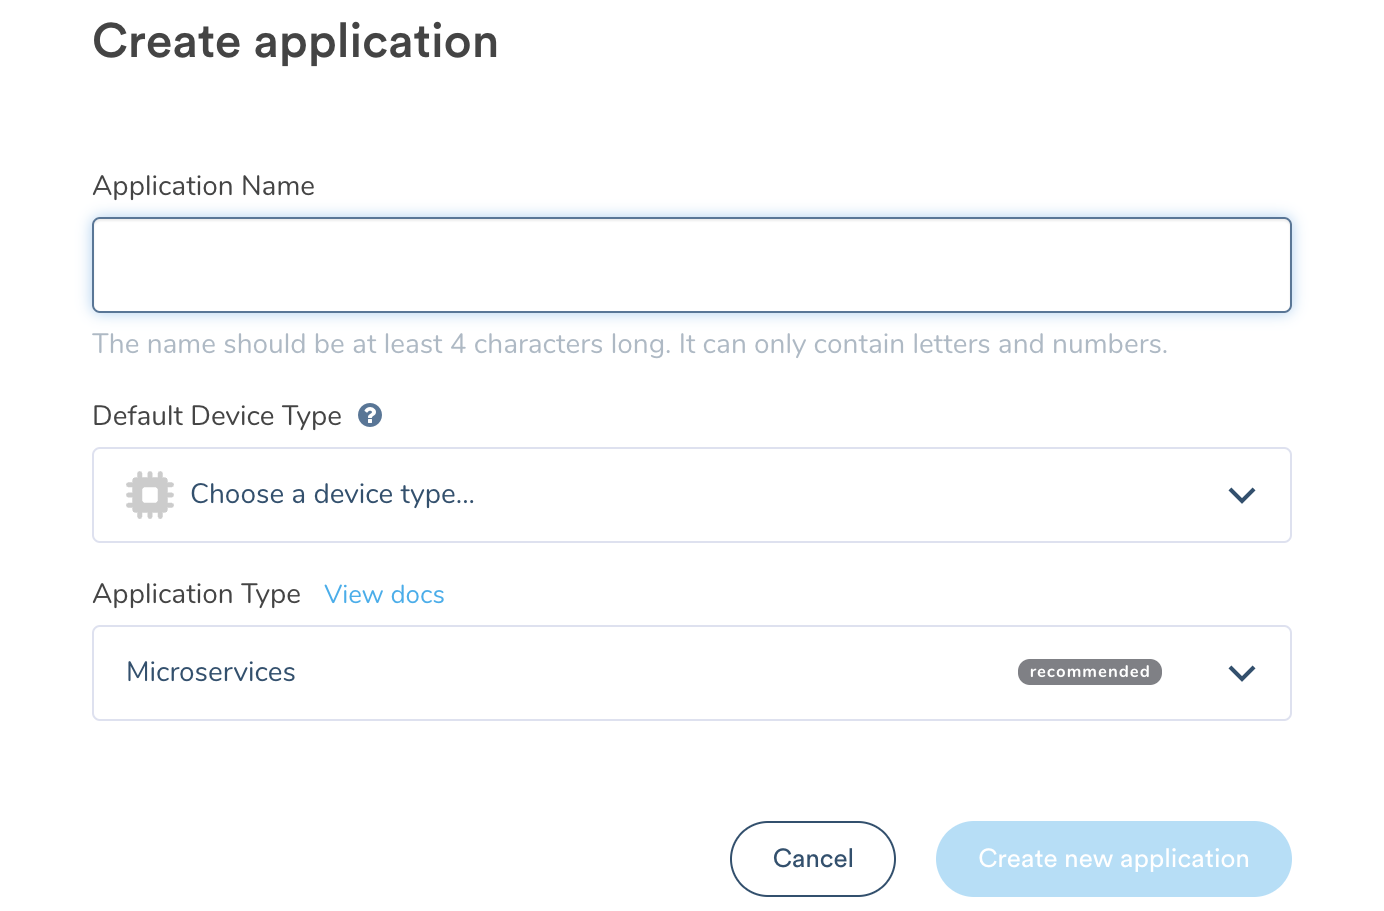 Create application
Application Name
The name should be at least 4 characters long. It can only contain letters and numbers.
Default Device Type ?
Choose a device type...
Application Type View docs
Microservices recommended
Cancel Create new application